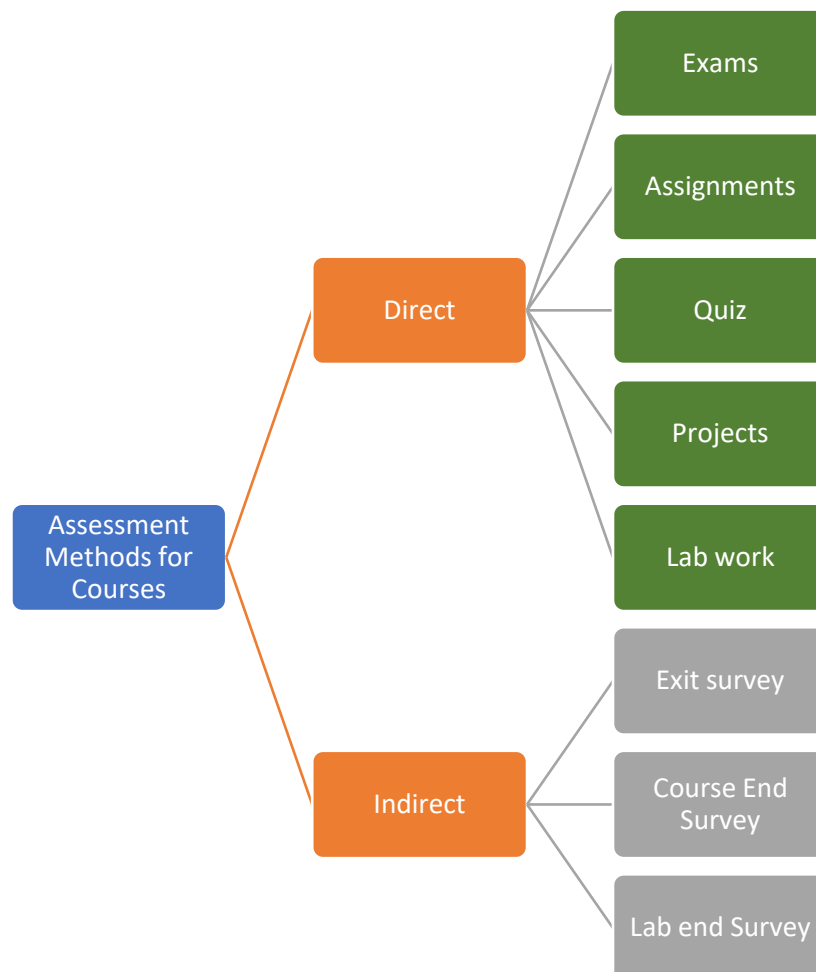 Exams
Assignments
Direct
Quiz
Projects
Assessment
Methods for
Courses
Lab work
Exit survey
Indirect
Course End
Survey
Lab end Survey